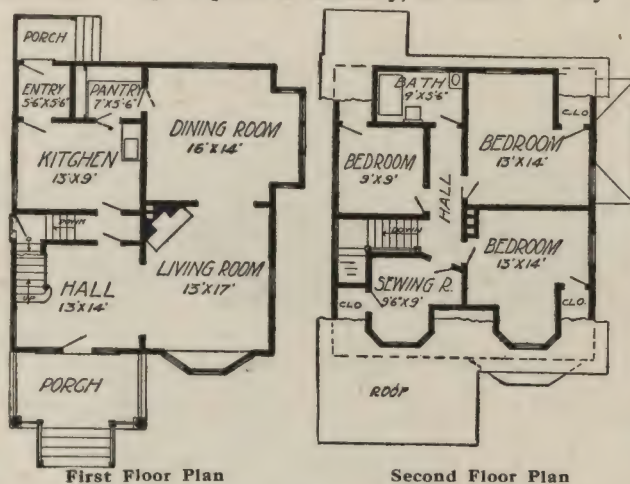 PORCH
ENTRY
5'6"X5'6"
PANTRY
7'X5'-6"
DINING ROOM
16'X14'
KITCHEN
13'X9'
DOWN
UP
HALL
13'X14'
LIVING ROOM
13'X17'
PORCH
First Floor Plan
BATH
9'X5'6"
CLO
BEDROOM
9'X9'
HALL
BEDROOM
13'X14'
DOWN
BEDROOM
13'X14'
SEWING R.
9'6"X9'
CLO
CLO.
ROOF
Second Floor Plan